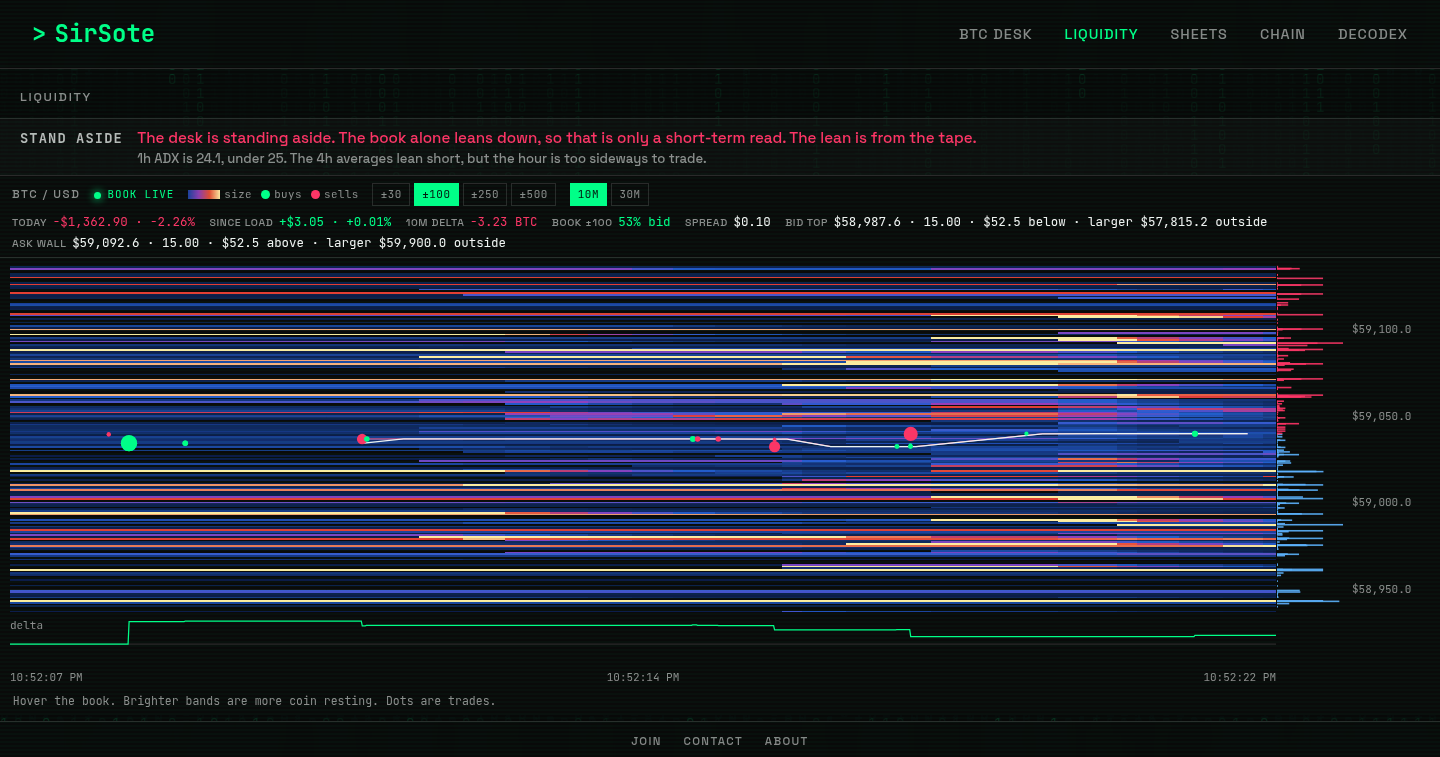 > SirSote
BTC DESK LIQUIDITY SHEETS CHAIN DECODEX
LIQUIDITY
STAND ASIDE The desk is standing aside. The book alone leans down, so that is only a short-term read. The lean is from the tape.
1h ADX is 24.1, under 25. The 4h averages lean short, but the hour is too sideways to trade.
BTC / USD BOOK LIVE size buys sells ±30 ±100 ±250 ±500 10M 30M
TODAY -$1,362.90 · -2.26% SINCE LOAD +$3.05 · +0.01% 10M DELTA -3.23 BTC BOOK ±100 53% bid SPREAD $0.10 BID TOP $58,987.6 · 15.00 · $52.5 below · larger $57,815.2 outside
ASK WALL $59,092.6 · 15.00 · $52.5 above · larger $59,900.0 outside
$59,100.0
$59,050.0
$59,000.0
$58,950.0
delta
10:52:07 PM 10:52:14 PM 10:52:22 PM
Hover the book. Brighter bands are more coin resting. Dots are trades.
JOIN CONTACT ABOUT